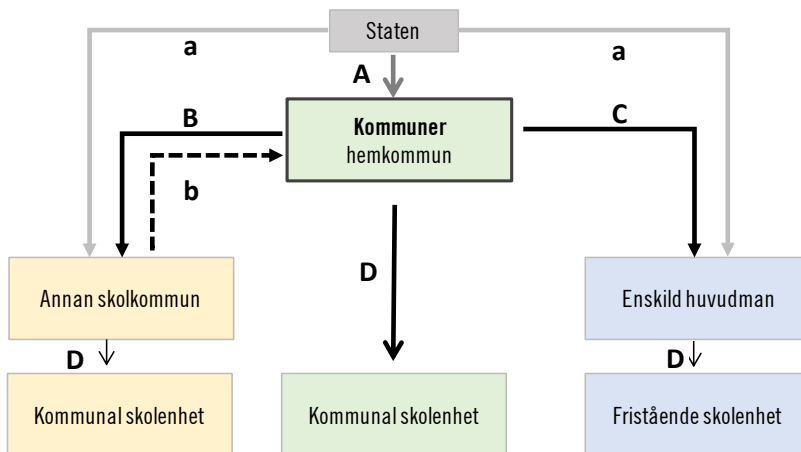 Staten
a
a
A
B
Kommuner
hemkommun
C
b
D
Annan skolkommun
Enskild huvudman
D
D
Kommunal skolenhet
Kommunal skolenhet
Fristående skolenhet